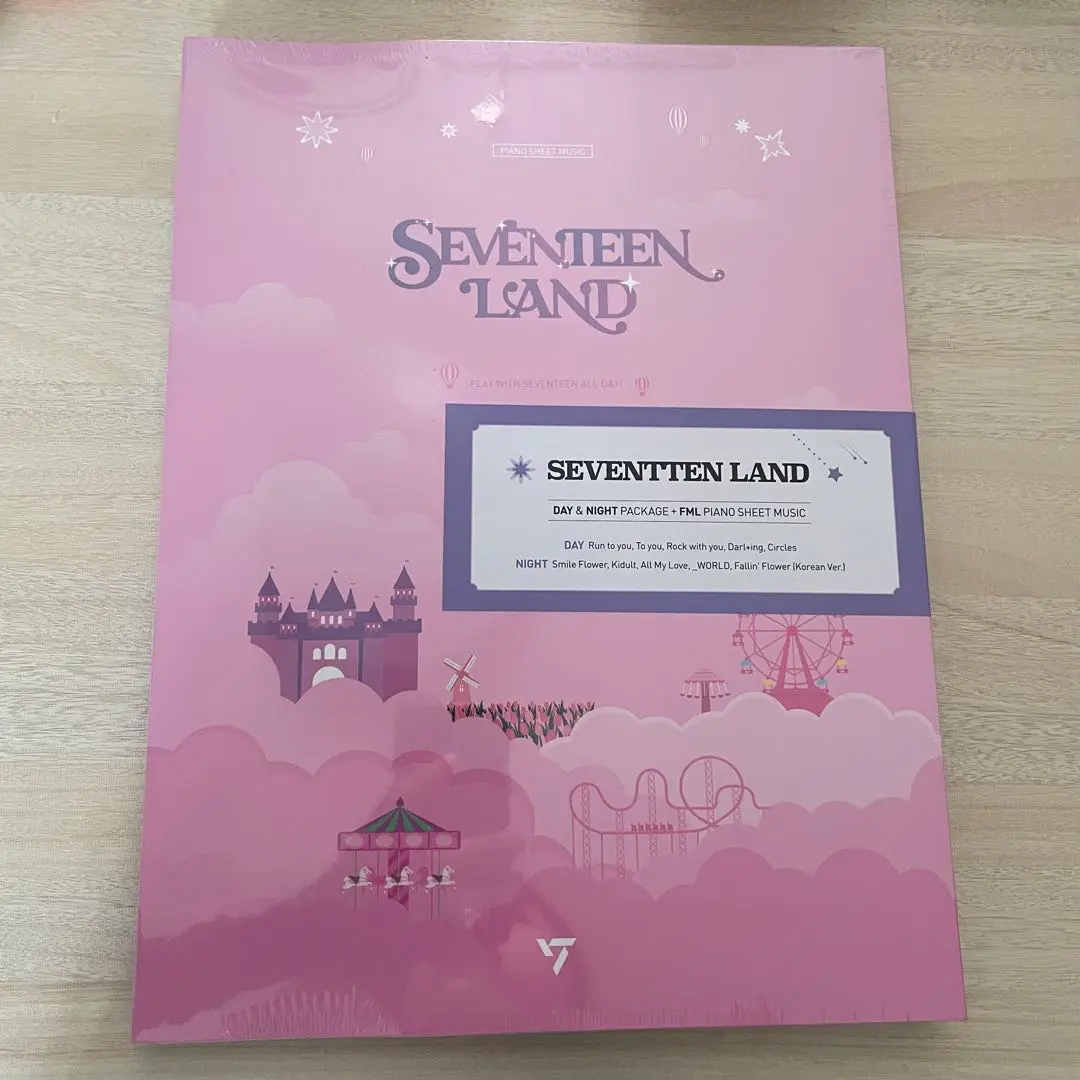 PIANO SHEET MUSIC
SEVENTEEN
LAND
PLAY WITH SEVENTEEN ALL DAY!
SEVENTTEN LAND
DAY & NIGHT PACKAGE + FML PIANO SHEET MUSIC
DAY Run to you, To you, Rock with you, Darl+ing, Circles
NIGHT Smile Flower, Kidult, All My Love, _WORLD, Fallin' Flower (Korean Ver.)